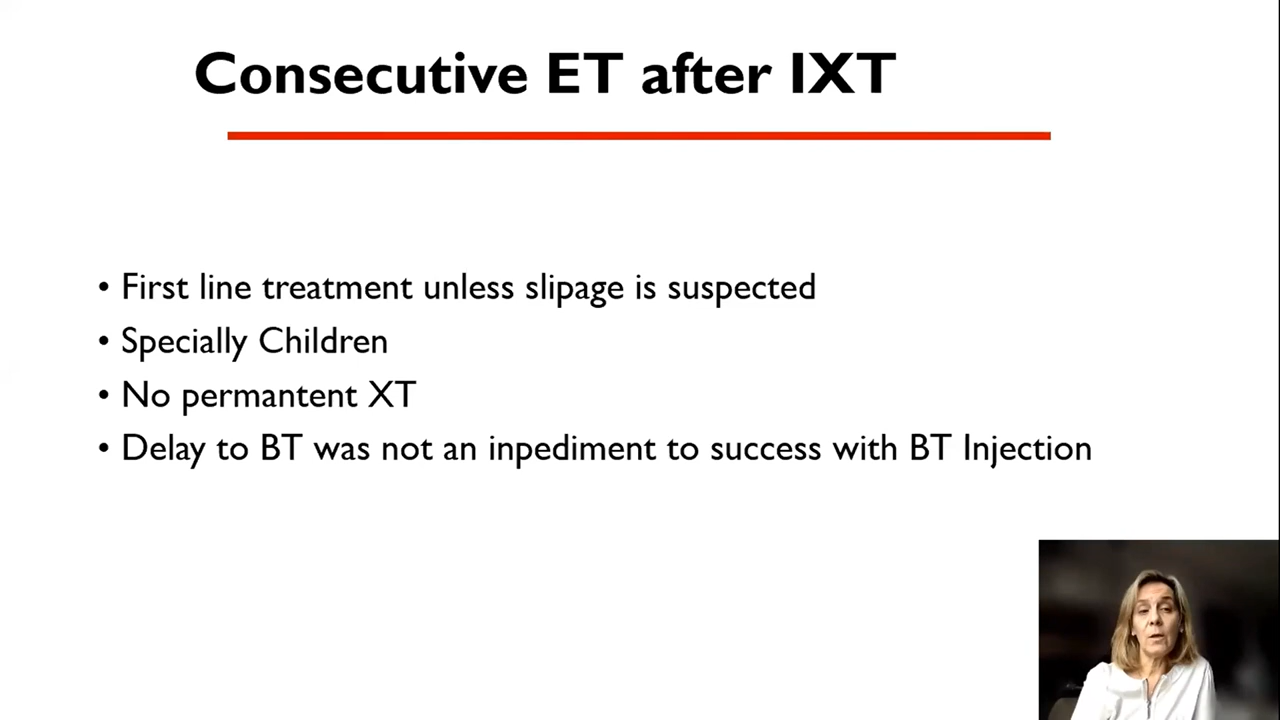 Consecutive ET after IXT
• First line treatment unless slipage is suspected
• Specially Children
• No permantent XT
• Delay to BT was not an inpediment to success with BT Injection